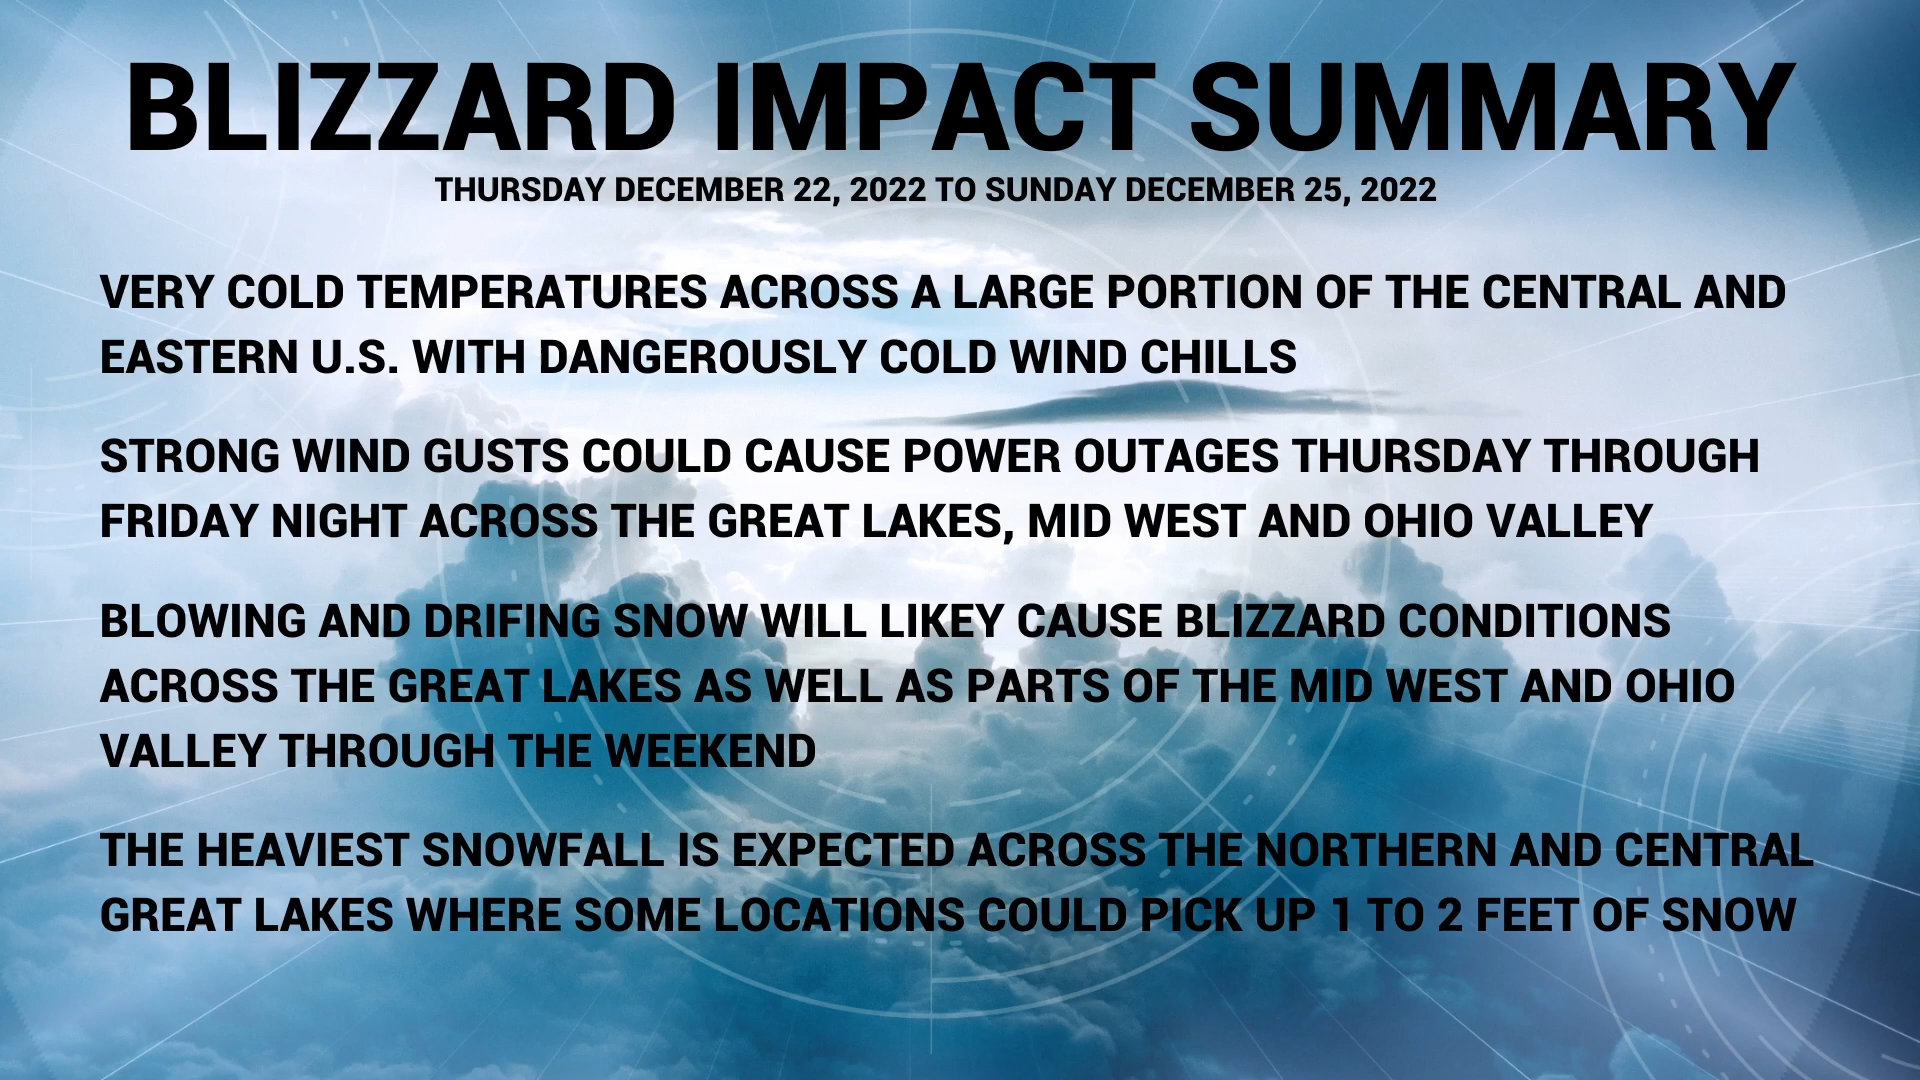 BLIZZARD IMPACT SUMMARY
THURSDAY DECEMBER 22, 2022 TO SUNDAY DECEMBER 25, 2022
VERY COLD TEMPERATURES ACROSS A LARGE PORTION OF THE CENTRAL AND
EASTERN U.S. WITH DANGEROUSLY COLD WIND CHILLS
STRONG WIND GUSTS COULD CAUSE POWER OUTAGES THURSDAY THROUGH
FRIDAY NIGHT ACROSS THE GREAT LAKES, MID WEST AND OHIO VALLEY
BLOWING AND DRIFING SNOW WILL LIKEY CAUSE BLIZZARD CONDITIONS
ACROSS THE GREAT LAKES AS WELL AS PARTS OF THE MID WEST AND OHIO
VALLEY THROUGH THE WEEKEND
THE HEAVIEST SNOWFALL IS EXPECTED ACROSS THE NORTHERN AND CENTRAL
GREAT LAKES WHERE SOME LOCATIONS COULD PICK UP 1 TO 2 FEET OF SNOW